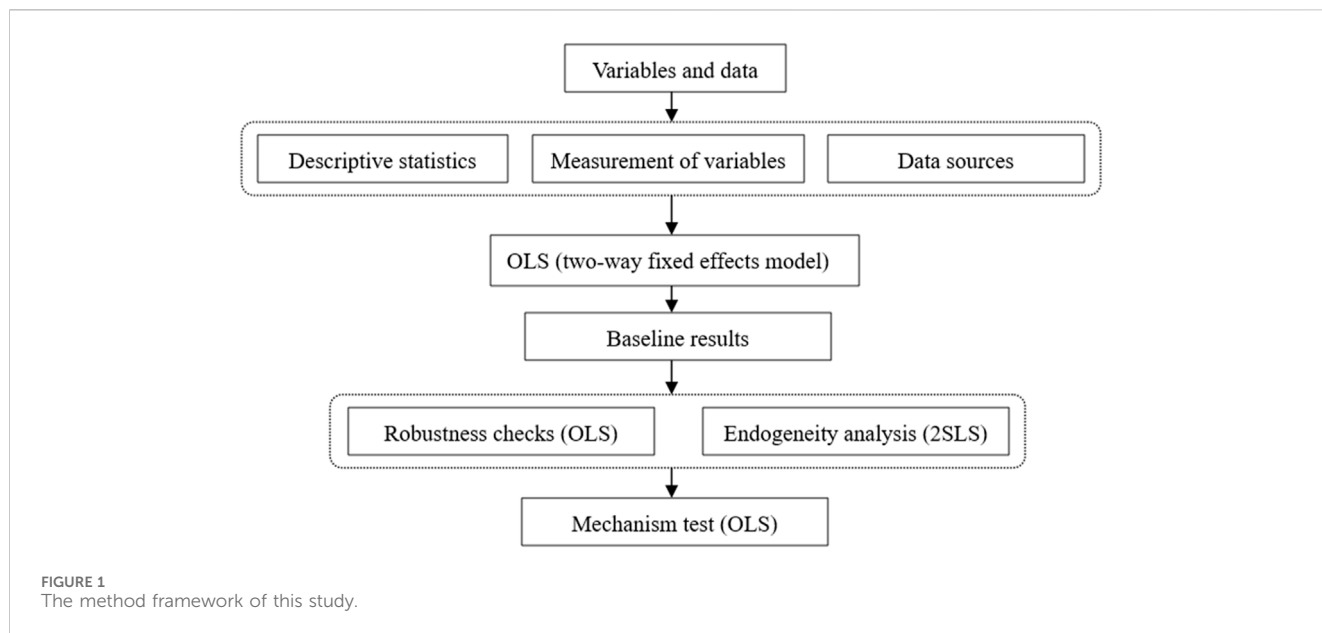 Variables and data
Descriptive statistics
Measurement of variables
Data sources
OLS (two-way fixed effects model)
Baseline results
Robustness checks (OLS)
Endogeneity analysis (2SLS)
Mechanism test (OLS)
FIGURE 1
The method framework of this study.